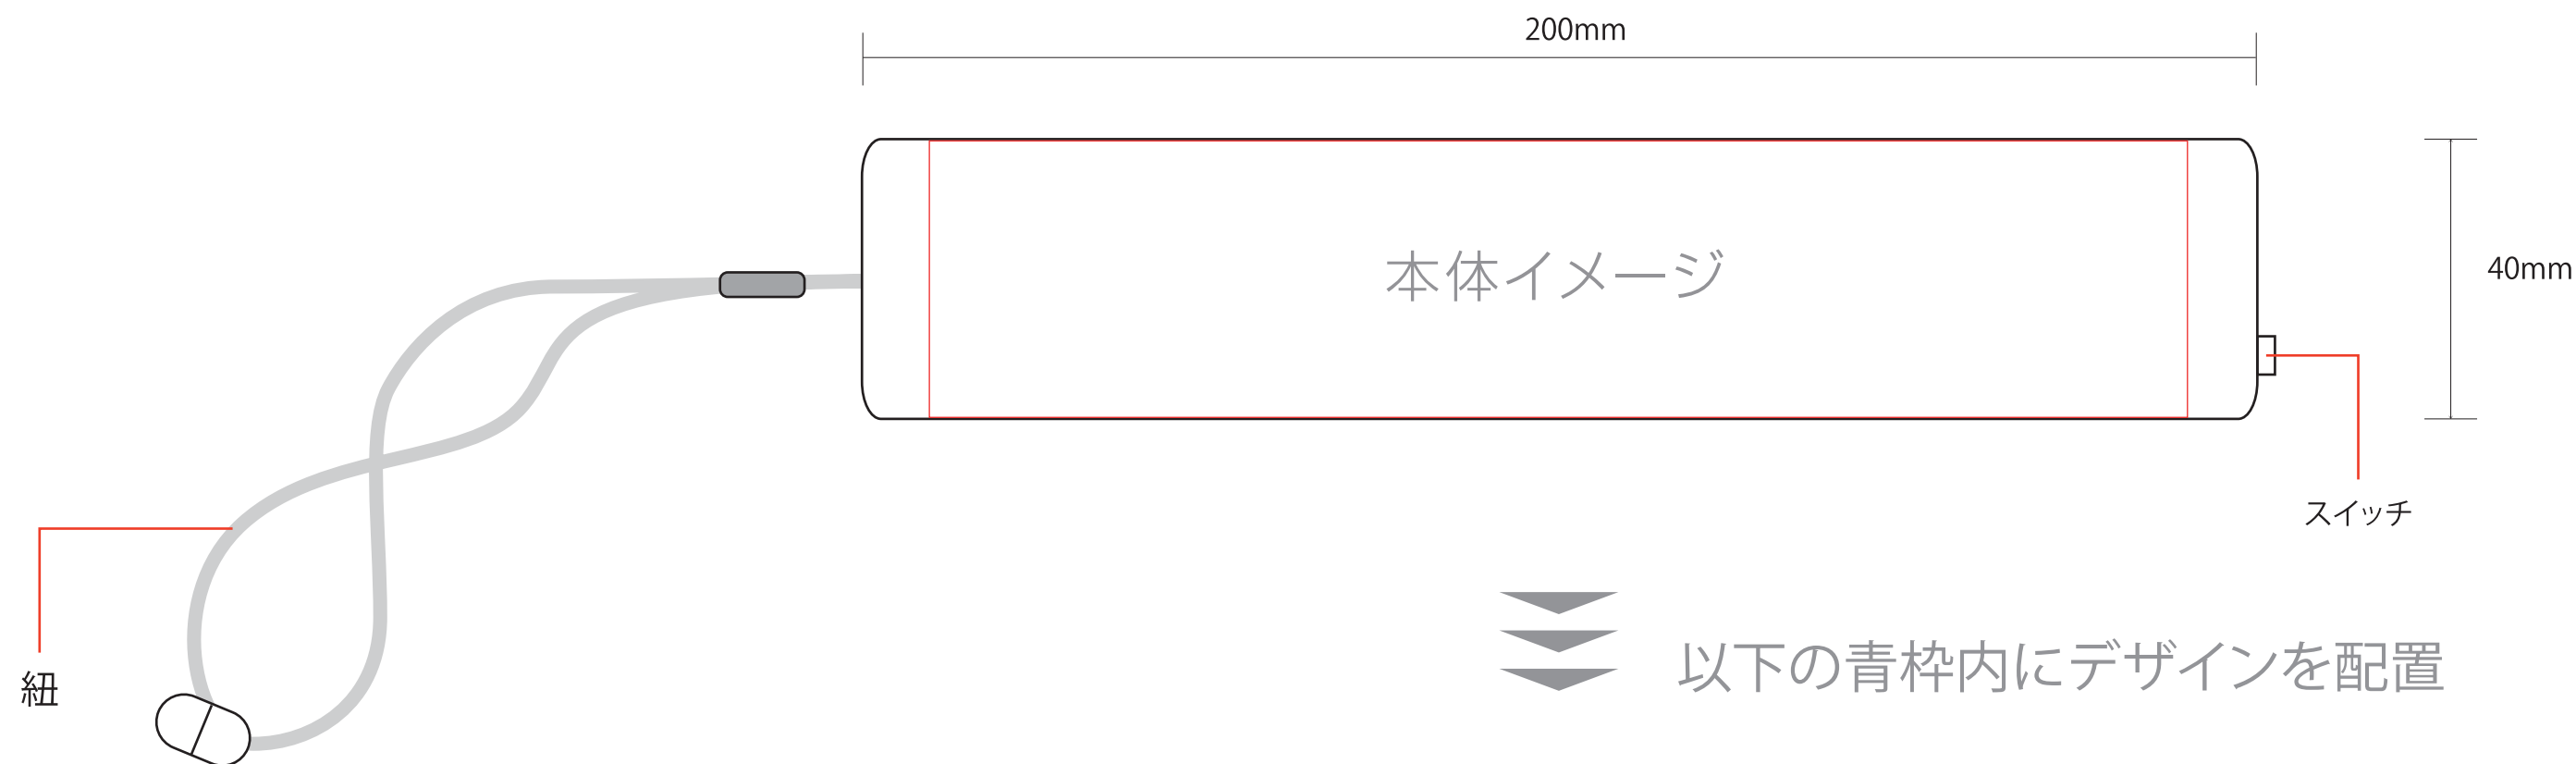 200mm
本体イメージ
40mm
スイッチ
以下の青枠内にデザインを配置
紐